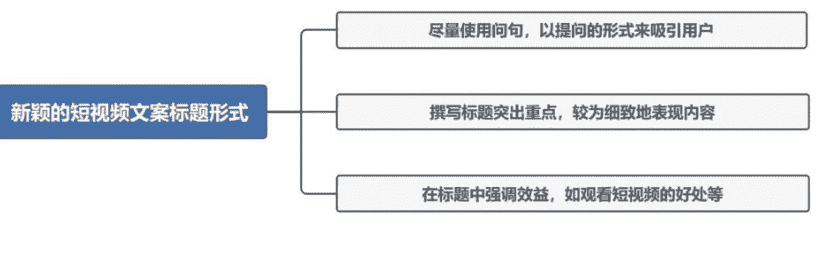 新颖的短视频文案标题形式
尽量使用问句，以提问的形式来吸引用户
撰写标题突出重点，较为细致地表现内容
在标题中强调效益，如观看短视频的好处等